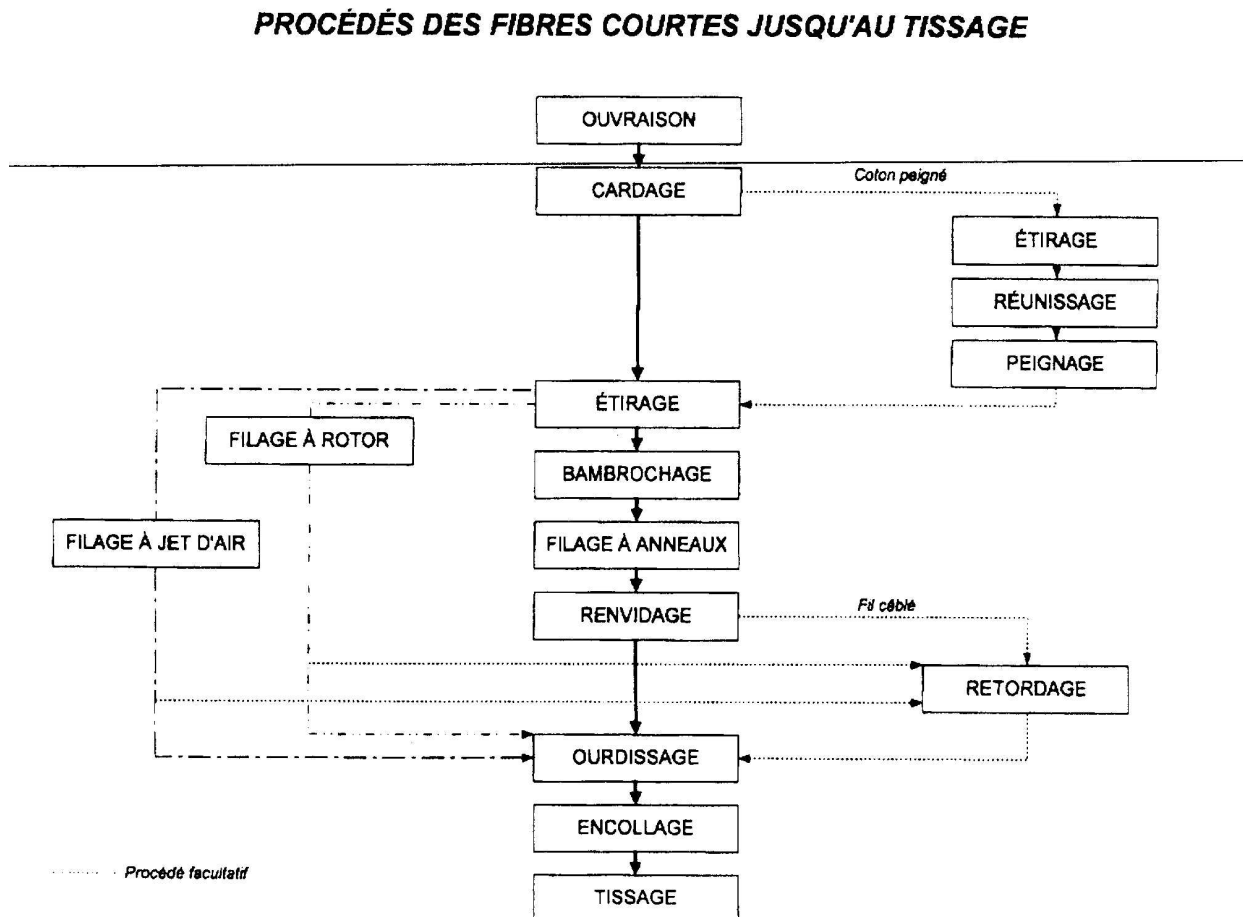 PROCÉDÉS DES FIBRES COURTES JUSQU'AU TISSAGE
OUVRAISON
CARDAGE
Coton peigné
ÉTIRAGE
RÉUNISSAGE
PEIGNAGE
ÉTIRAGE
FILAGE À ROTOR
BAMBROCHAGE
FILAGE À JET D'AIR
FILAGE À ANNEAUX
RENVIDAGE
Fil câblé
RETORDAGE
OURDISSAGE
ENCOLLAGE
Procédé facultatif
TISSAGE